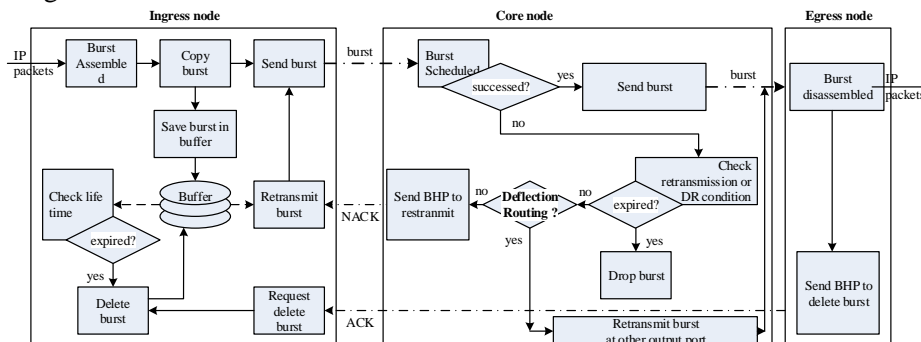 Ingress node
Core node
Egress node
IP
packets
Burst
Assemble
d
Copy
burst
Send burst
burst
Burst
Scheduled
successed?
yes
Send burst
burst
Burst
disassembled
IP
packets
no
Save burst in
buffer
Check life
time
Buffer
Retransmit
burst
NACK
Send BHP to
restranmit
no
Deflection
Routing ?
no
Check
retransmission or
DR condition
expired?
expired?
yes
yes
yes
Drop burst
Delete
burst
Request
delete
burst
ACK
Send BHP to
delete burst
Retransmit burst
at other output port